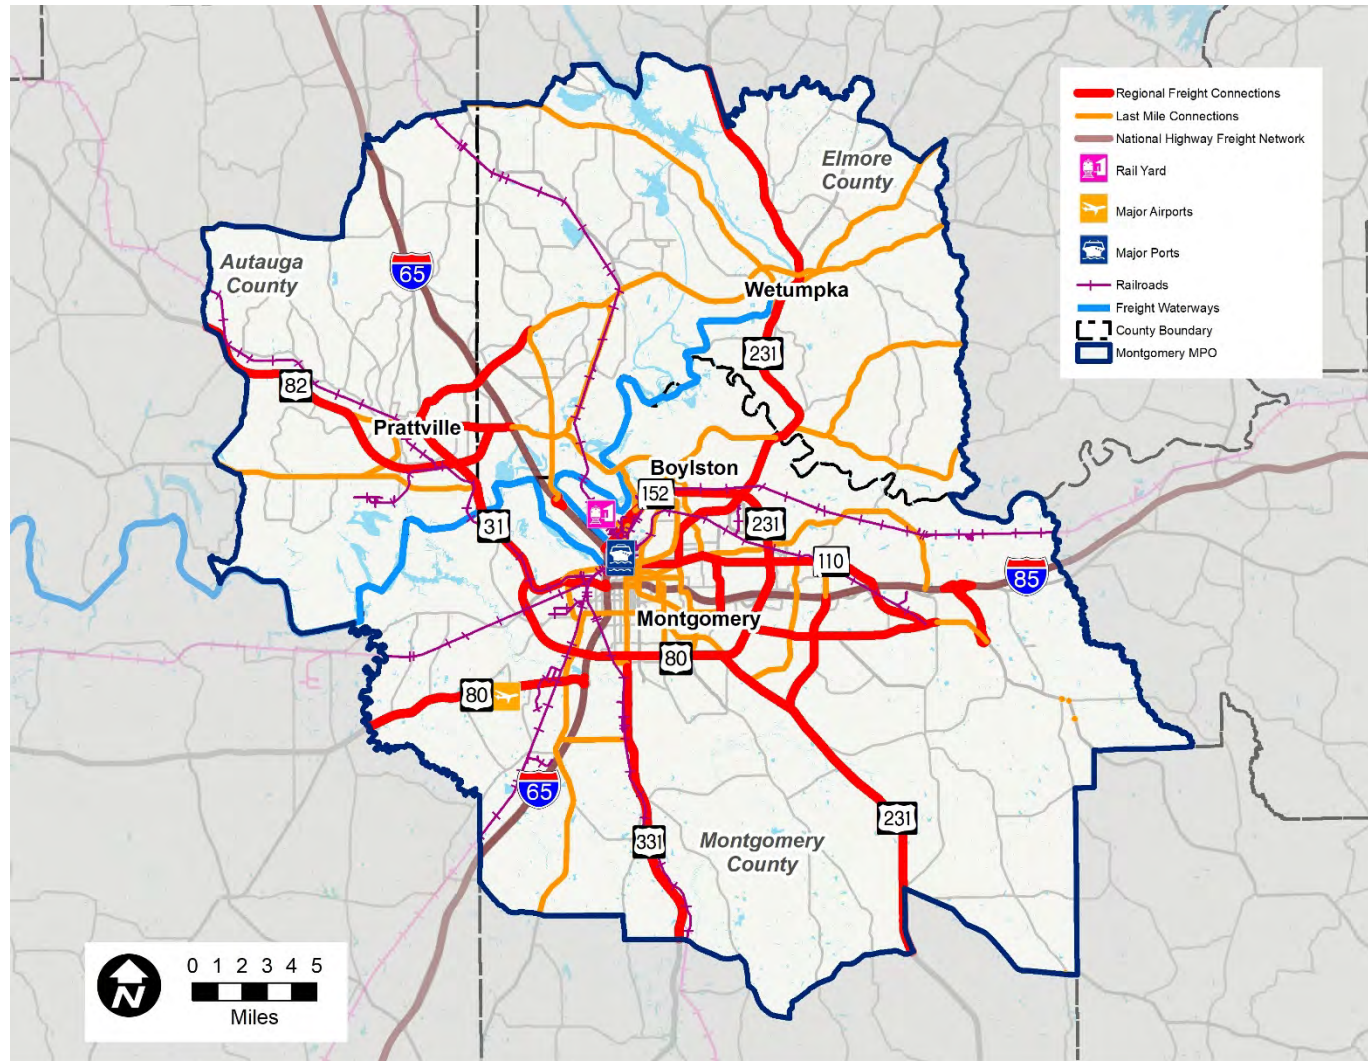 Regional Freight Connections
Last Mile Connections
National Highway Freight Network
Rail Yard
Major Airports
Major Ports
Railroads
Freight Waterways
County Boundary
Montgomery MPO
Elmore
County
Autauga
County
65
Wetumpka
231
82
Prattville
Boylston
152
31
231
110
85
Montgomery
80
80
65
331
Montgomery
County
231
N
0 1 2 3 4 5
Miles